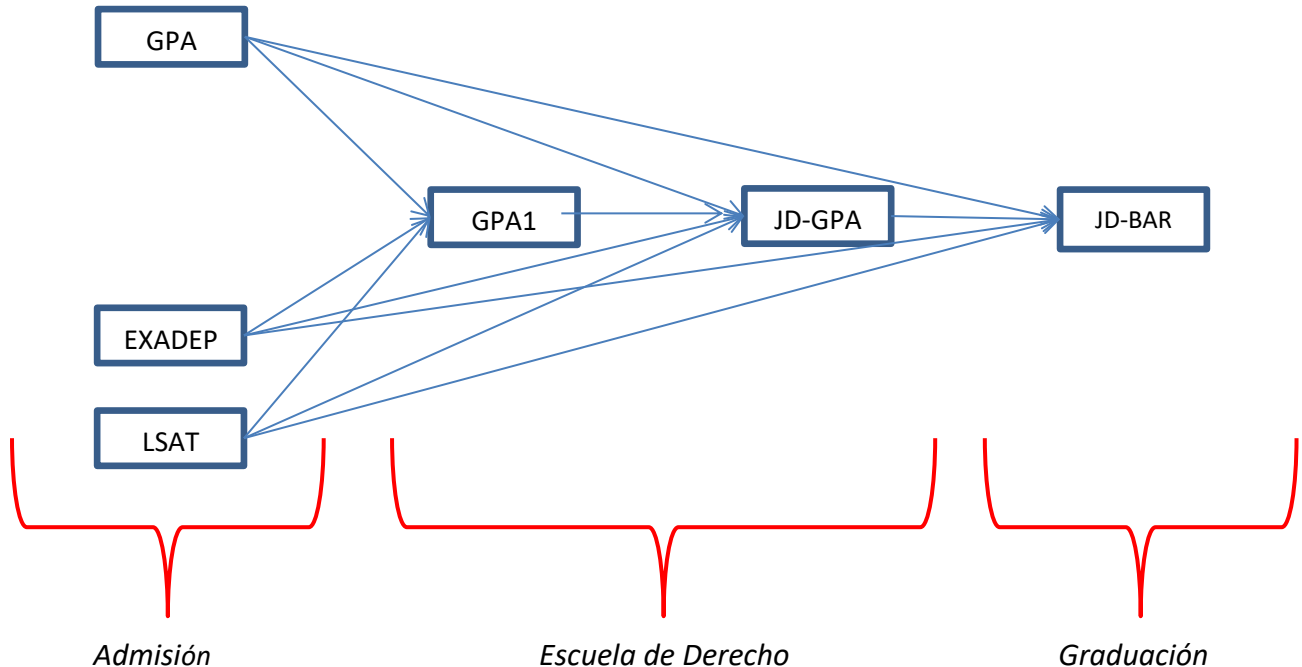 GPA
GPA1
JD-GPA
JD-BAR
EXADEP
LSAT
Admisión
Escuela de Derecho
Graduación